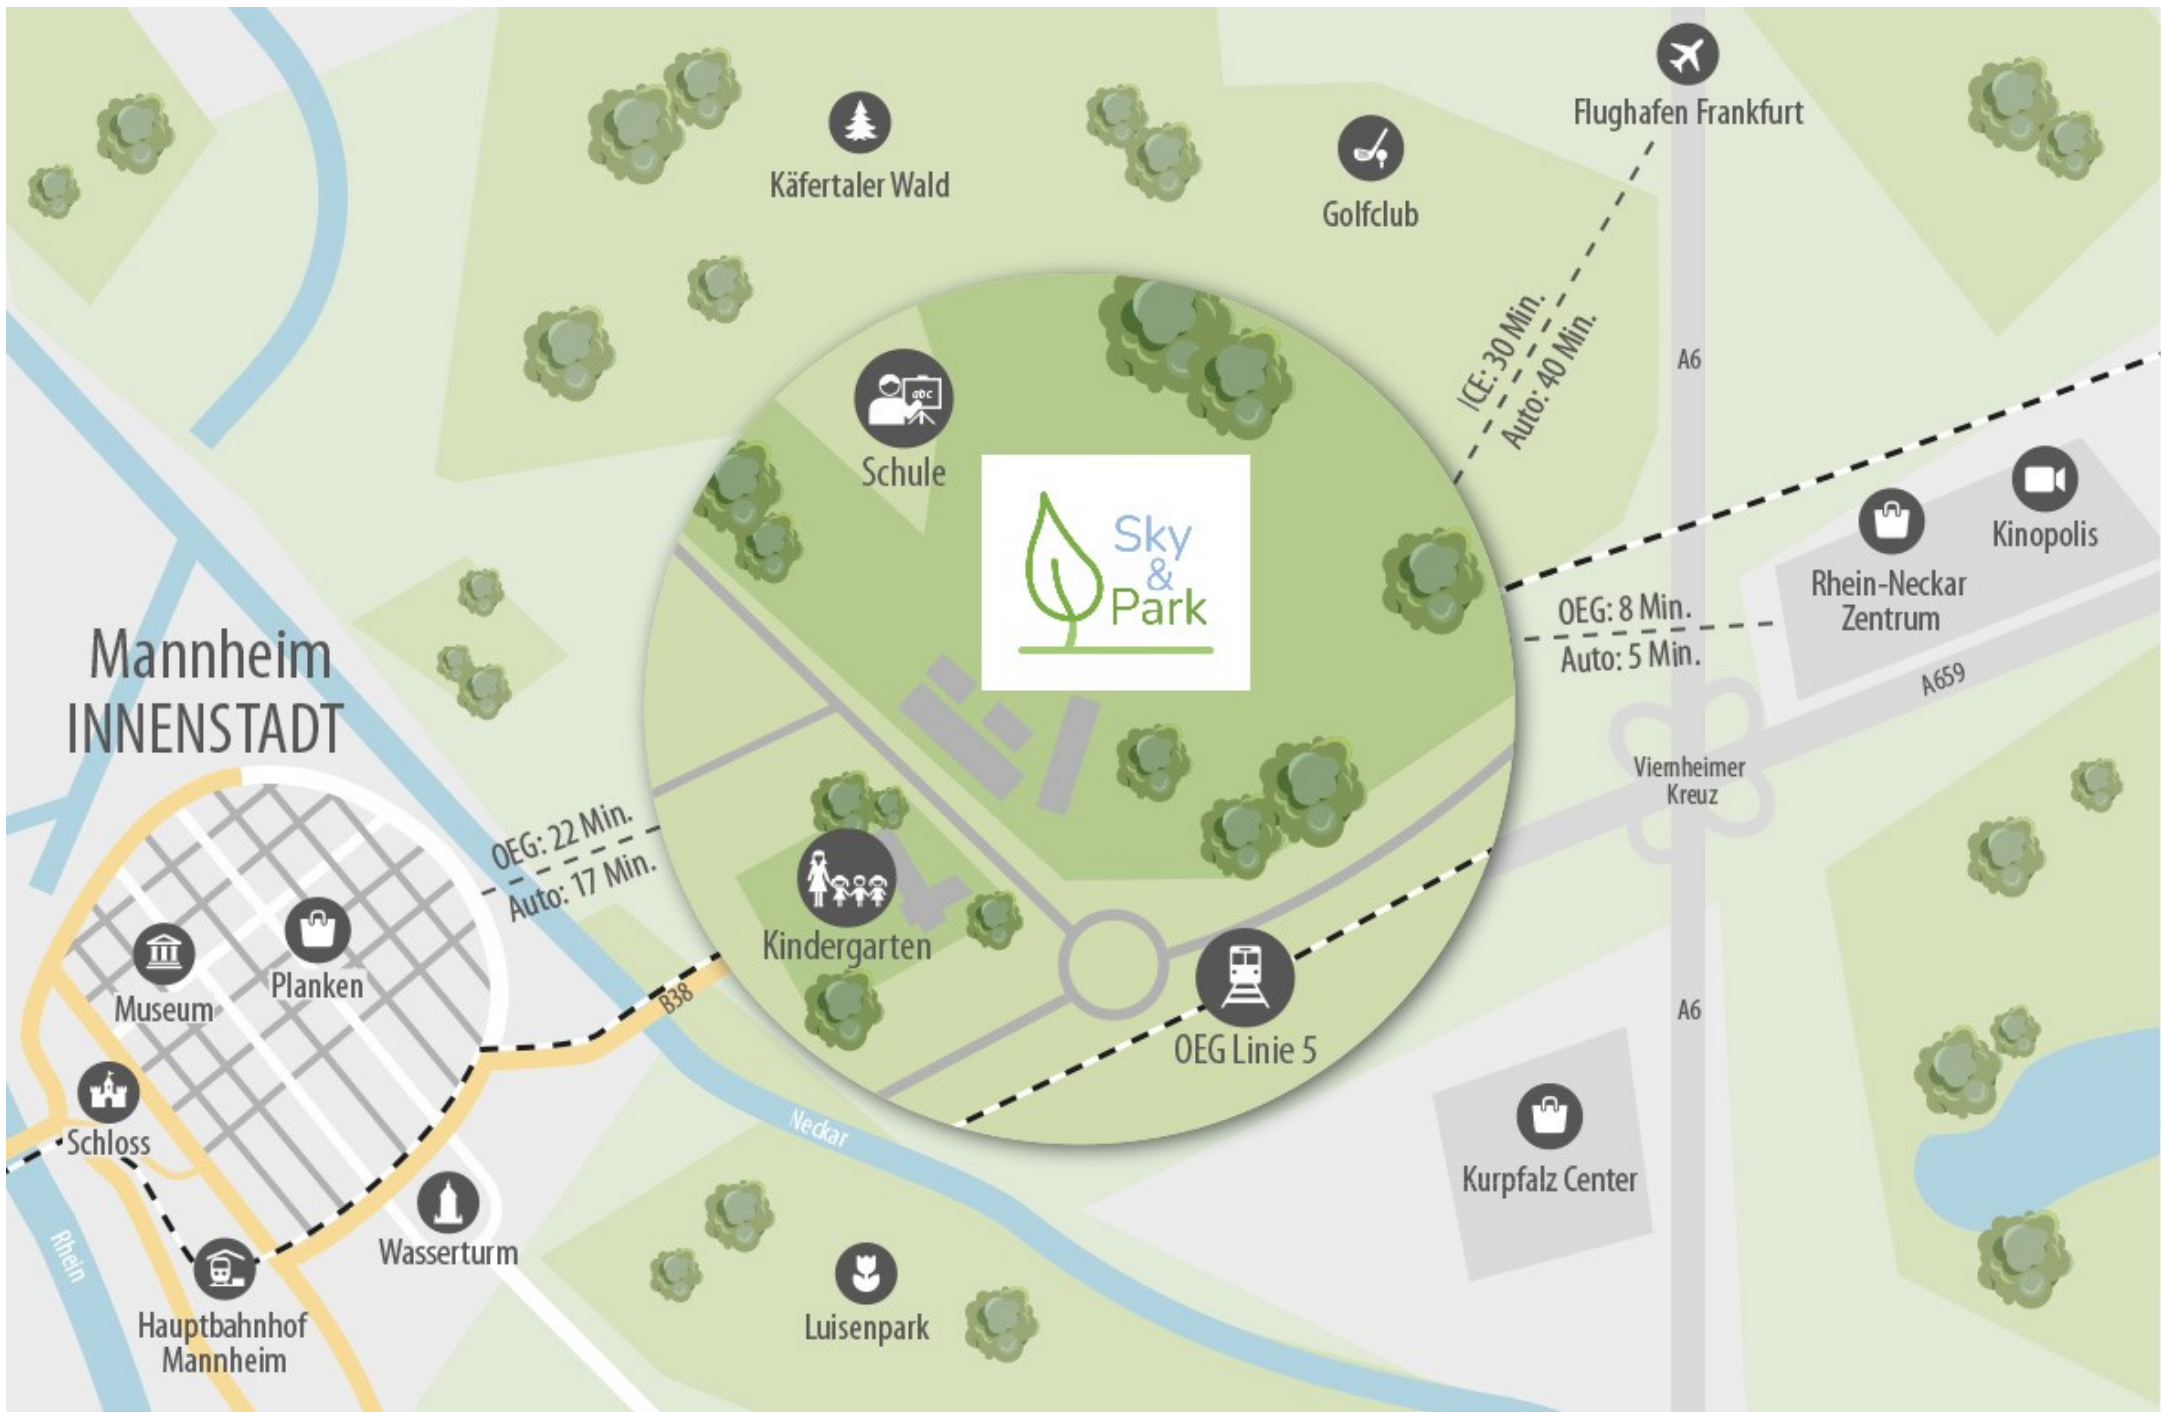 Flughafen Frankfurt
Käfertaler Wald
Golfclub
ICE: 30 Min.
Auto: 40 Min.
A6
Schule
abc
Sky
&
Park
Kinopolis
Rhein-Neckar
Zentrum
OEG: 8 Min.
Auto: 5 Min.
A659
Mannheim
INNENSTADT
Viernheimer
Kreuz
OEG: 22 Min.
Auto: 17 Min.
Kindergarten
Planken
Museum
B38
OEG Linie 5
A6
Schloss
Neckar
Kurpfalz Center
Wasserturm
Rhein
Luisenpark
Hauptbahnhof
Mannheim